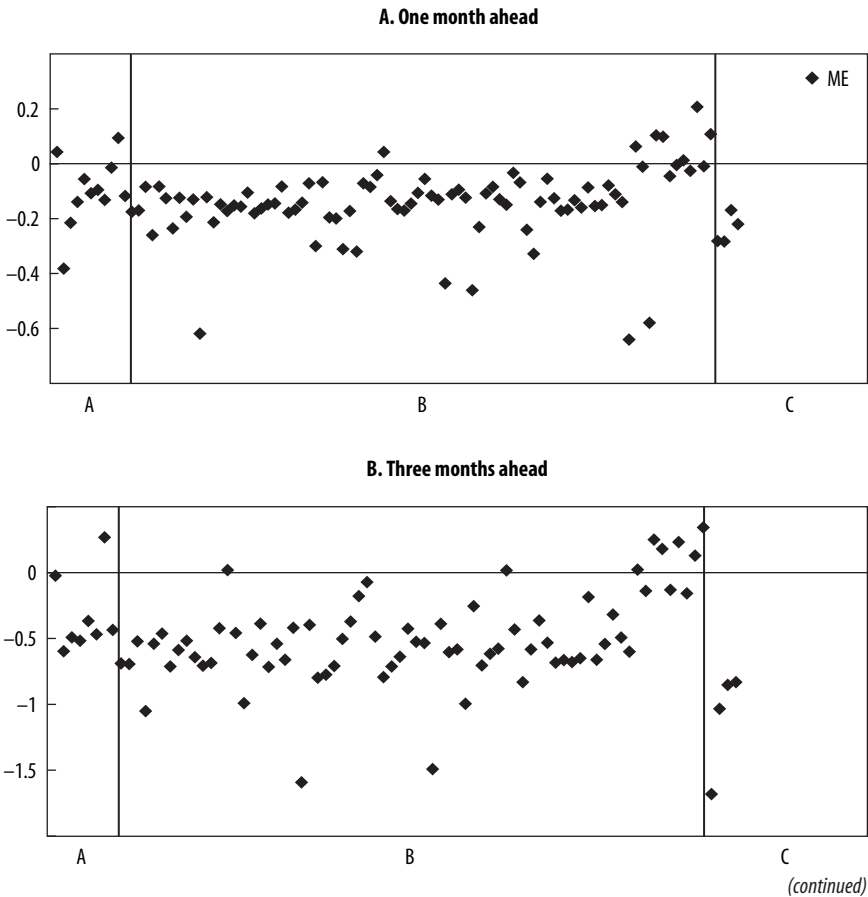 A. One month ahead
ME
0.2
0
−0.2
−0.4
−0.6
A B C
B. Three months ahead
0
−0.5
−1
−1.5
A B C
(continued)